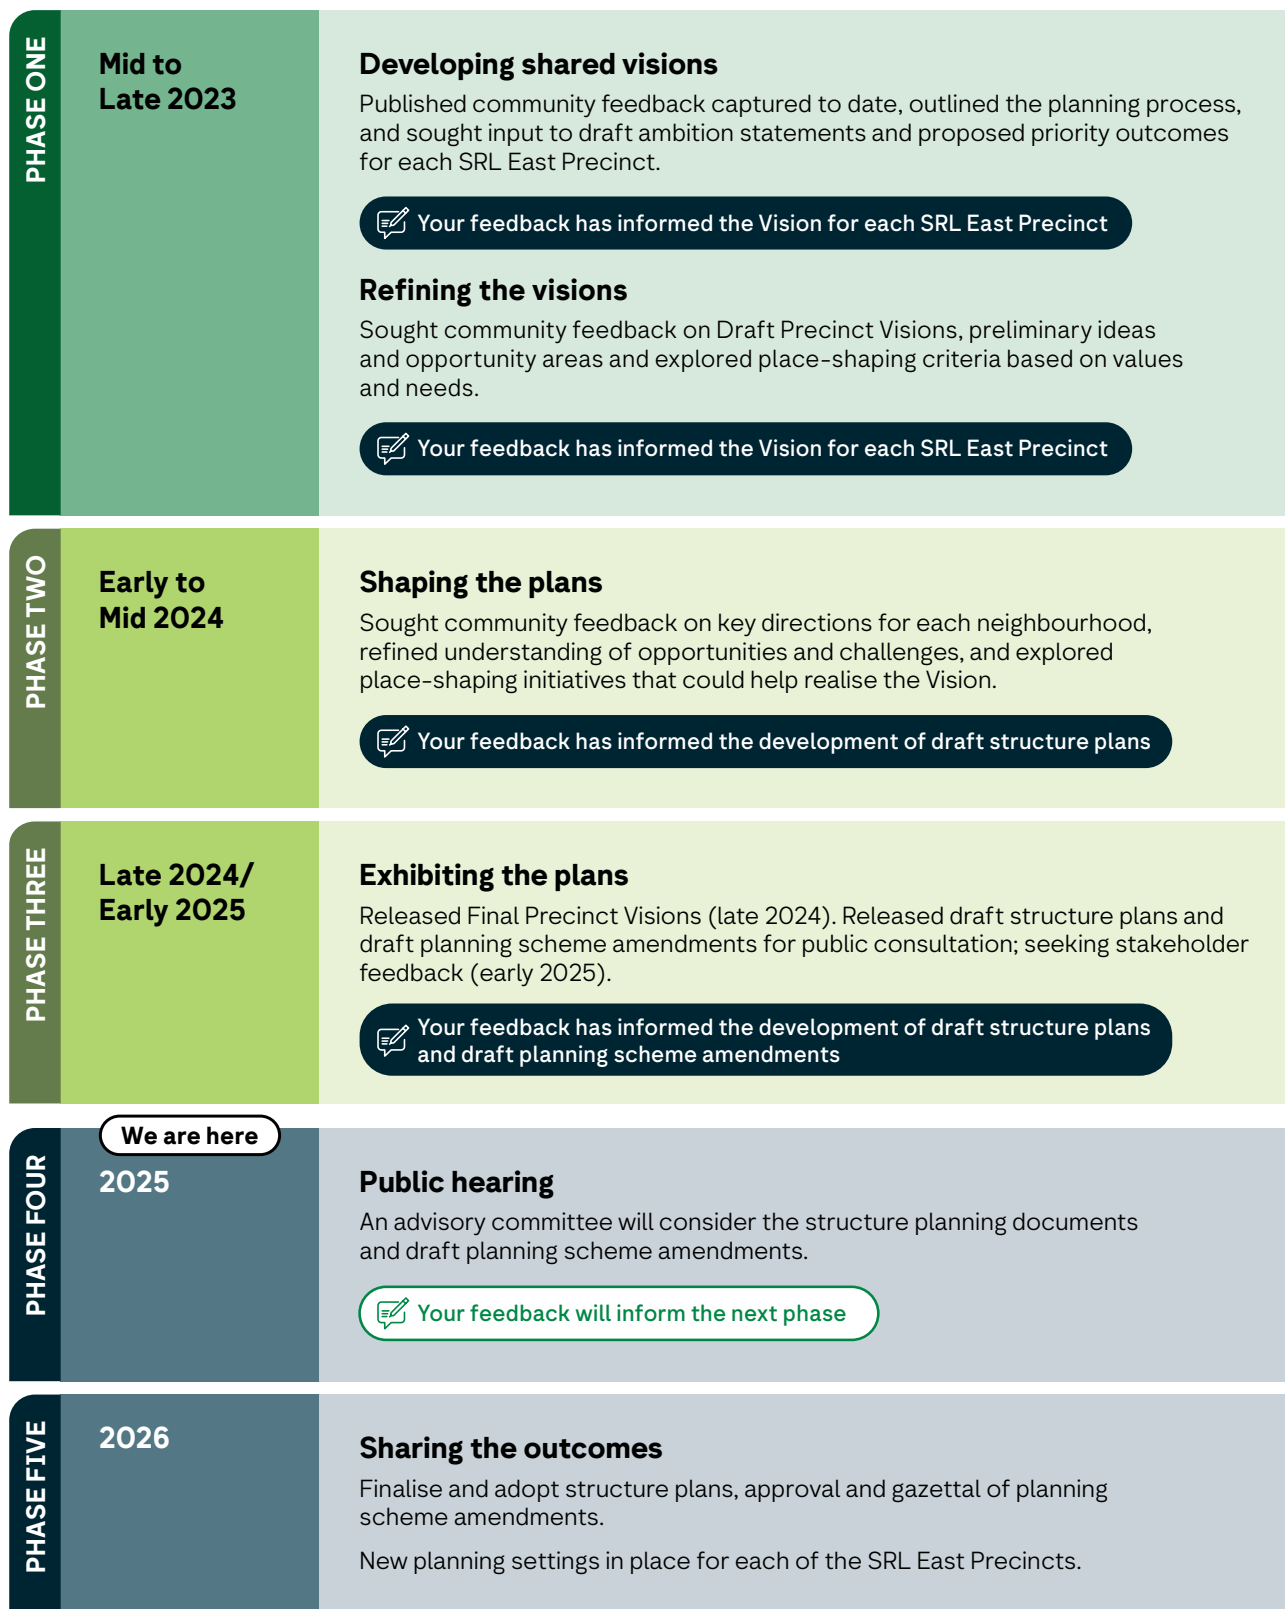 PHASE ONE
Mid to
Late 2023
Developing shared visions
Published community feedback captured to date, outlined the planning process,
and sought input to draft ambition statements and proposed priority outcomes
for each SRL East Precinct.
Your feedback has informed the Vision for each SRL East Precinct
Refining the visions
Sought community feedback on Draft Precinct Visions, preliminary ideas
and opportunity areas and explored place-shaping criteria based on values
and needs.
Your feedback has informed the Vision for each SRL East Precinct
PHASE TWO
Early to
Mid 2024
Shaping the plans
Sought community feedback on key directions for each neighbourhood,
refined understanding of opportunities and challenges, and explored
place-shaping initiatives that could help realise the Vision.
Your feedback has informed the development of draft structure plans
PHASE THREE
Late 2024/
Early 2025
Exhibiting the plans
Released Final Precinct Visions (late 2024). Released draft structure plans and
draft planning scheme amendments for public consultation; seeking stakeholder
feedback (early 2025).
Your feedback has informed the development of draft structure plans
and draft planning scheme amendments
PHASE FOUR
We are here
2025
Public hearing
An advisory committee will consider the structure planning documents
and draft planning scheme amendments.
Your feedback will inform the next phase
PHASE FIVE
2026
Sharing the outcomes
Finalise and adopt structure plans, approval and gazettal of planning
scheme amendments.
New planning settings in place for each of the SRL East Precincts.